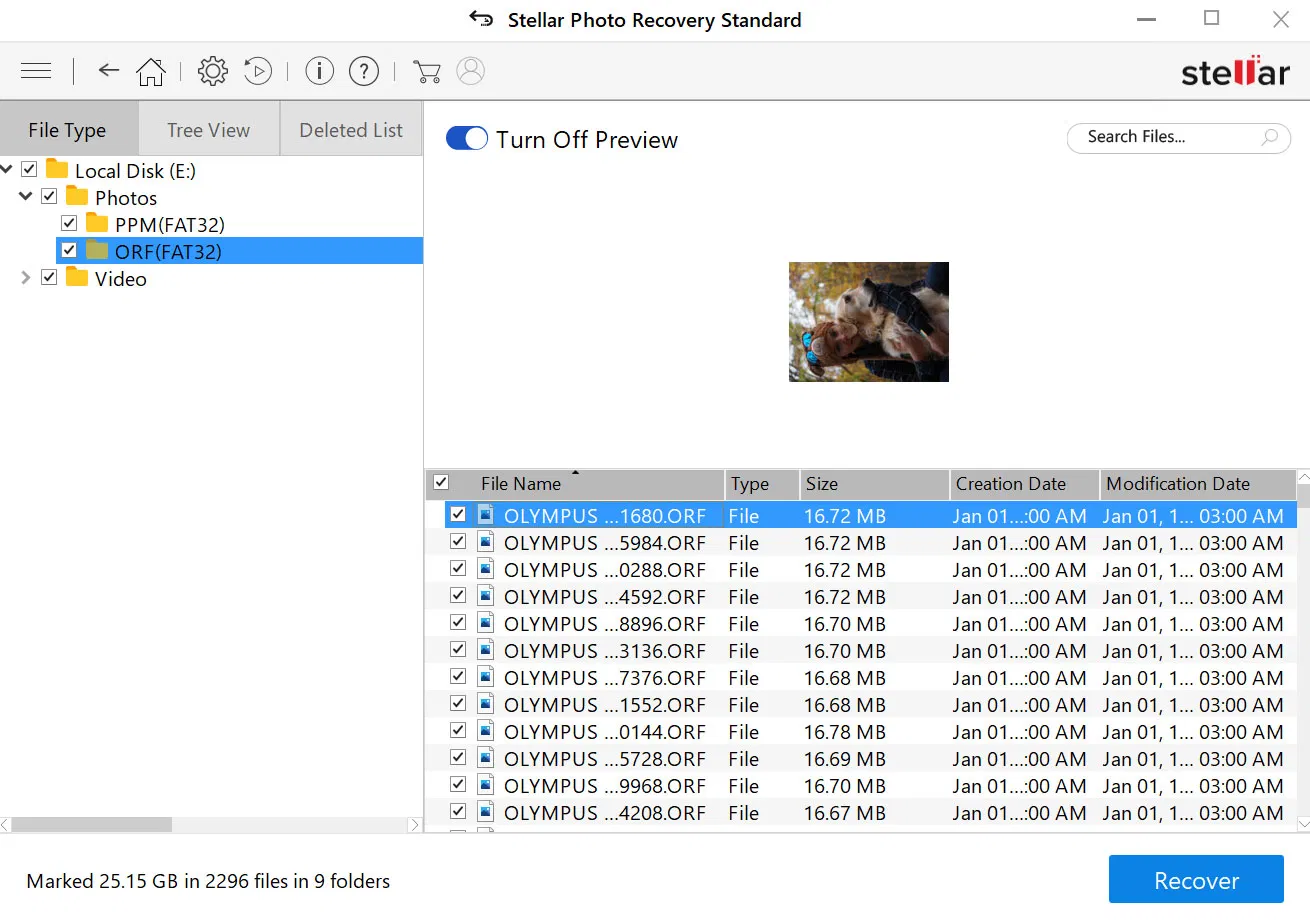 Stellar Photo Recovery Standard
stellar
File Type Tree View Deleted List
Turn Off Preview
Search Files...
Local Disk (E:)
Photos
PPM(FAT32)
ORF(FAT32)
Video
File Name Type Size Creation Date Modification Date
OLYMPUS ...1680.ORF File 16.72 MB Jan 01...:00 AM Jan 01, 1... 03:00 AM
OLYMPUS ...5984.ORF File 16.72 MB Jan 01...:00 AM Jan 01, 1... 03:00 AM
OLYMPUS ...0288.ORF File 16.72 MB Jan 01...:00 AM Jan 01, 1... 03:00 AM
OLYMPUS ...4592.ORF File 16.72 MB Jan 01...:00 AM Jan 01, 1... 03:00 AM
OLYMPUS ...8896.ORF File 16.70 MB Jan 01...:00 AM Jan 01, 1... 03:00 AM
OLYMPUS ...3136.ORF File 16.70 MB Jan 01...:00 AM Jan 01, 1... 03:00 AM
OLYMPUS ...7376.ORF File 16.68 MB Jan 01...:00 AM Jan 01, 1... 03:00 AM
OLYMPUS ...1552.ORF File 16.68 MB Jan 01...:00 AM Jan 01, 1... 03:00 AM
OLYMPUS ...0144.ORF File 16.78 MB Jan 01...:00 AM Jan 01, 1... 03:00 AM
OLYMPUS ...5728.ORF File 16.69 MB Jan 01...:00 AM Jan 01, 1... 03:00 AM
OLYMPUS ...9968.ORF File 16.70 MB Jan 01...:00 AM Jan 01, 1... 03:00 AM
OLYMPUS ...4208.ORF File 16.67 MB Jan 01...:00 AM Jan 01, 1... 03:00 AM
Marked 25.15 GB in 2296 files in 9 folders
Recover